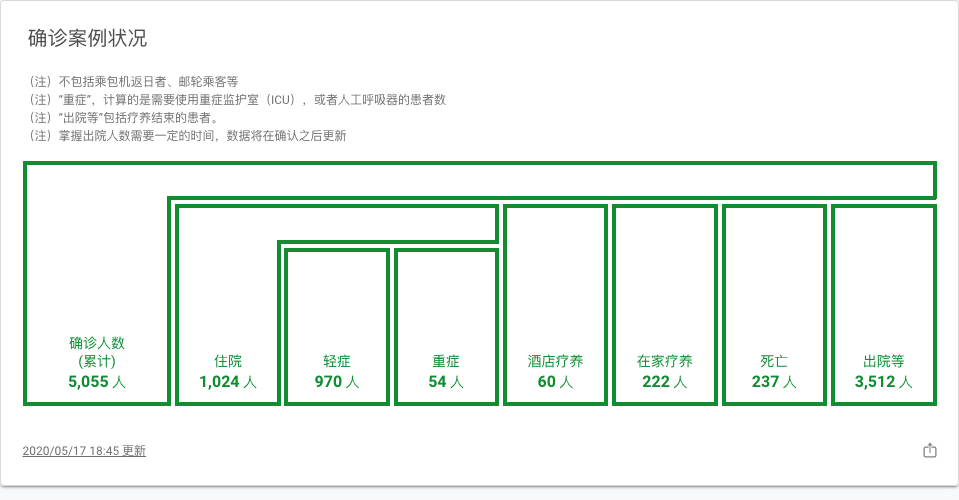 确诊案例状况
（注）不包括乘包机返日者、邮轮乘客等
（注）“重症”，计算的是需要使用重症监护室（ICU），或者人工呼吸器的患者数
（注）“出院等”包括疗养结束的患者。
（注）掌握出院人数需要一定的时间，数据将在确认之后更新
确诊人数
(累计)
5,055 人
住院
1,024 人
轻症
970 人
重症
54 人
酒店疗养
60 人
在家疗养
222 人
死亡
237 人
出院等
3,512 人
2020/05/17 18:45 更新